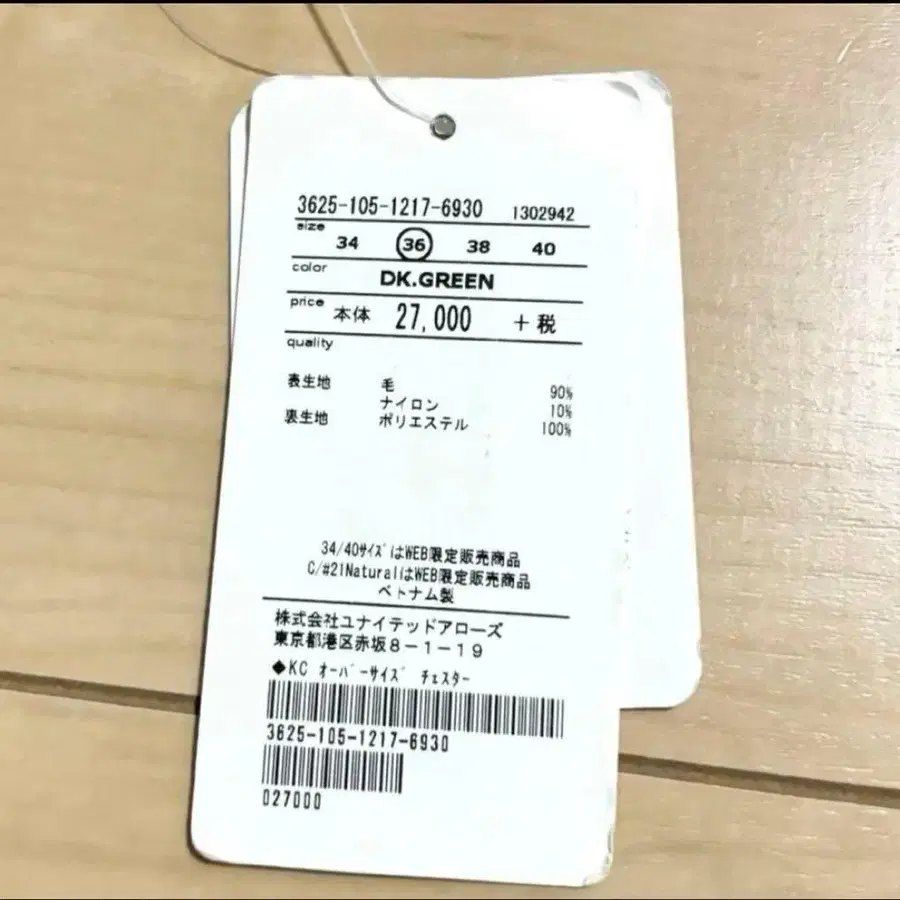 3625-105-1217-6930 1302942
size 34 36 38 40
color DK.GREEN
price 本体 27,000 +税
quality
表生地 毛 90%
ナイロン 10%
裏生地 ポリエステル 100%
34/40ｻｲｽﾞはWEB限定販売商品
C/#21NaturalはWEB限定販売商品
ベトナム製
株式会社ユナイテッドアローズ
東京都港区赤坂8-1-19
◆KC ｵｰﾊﾞｰｻｲｽﾞ ﾁｪｽﾀｰ
3625-105-1217-6930
027000